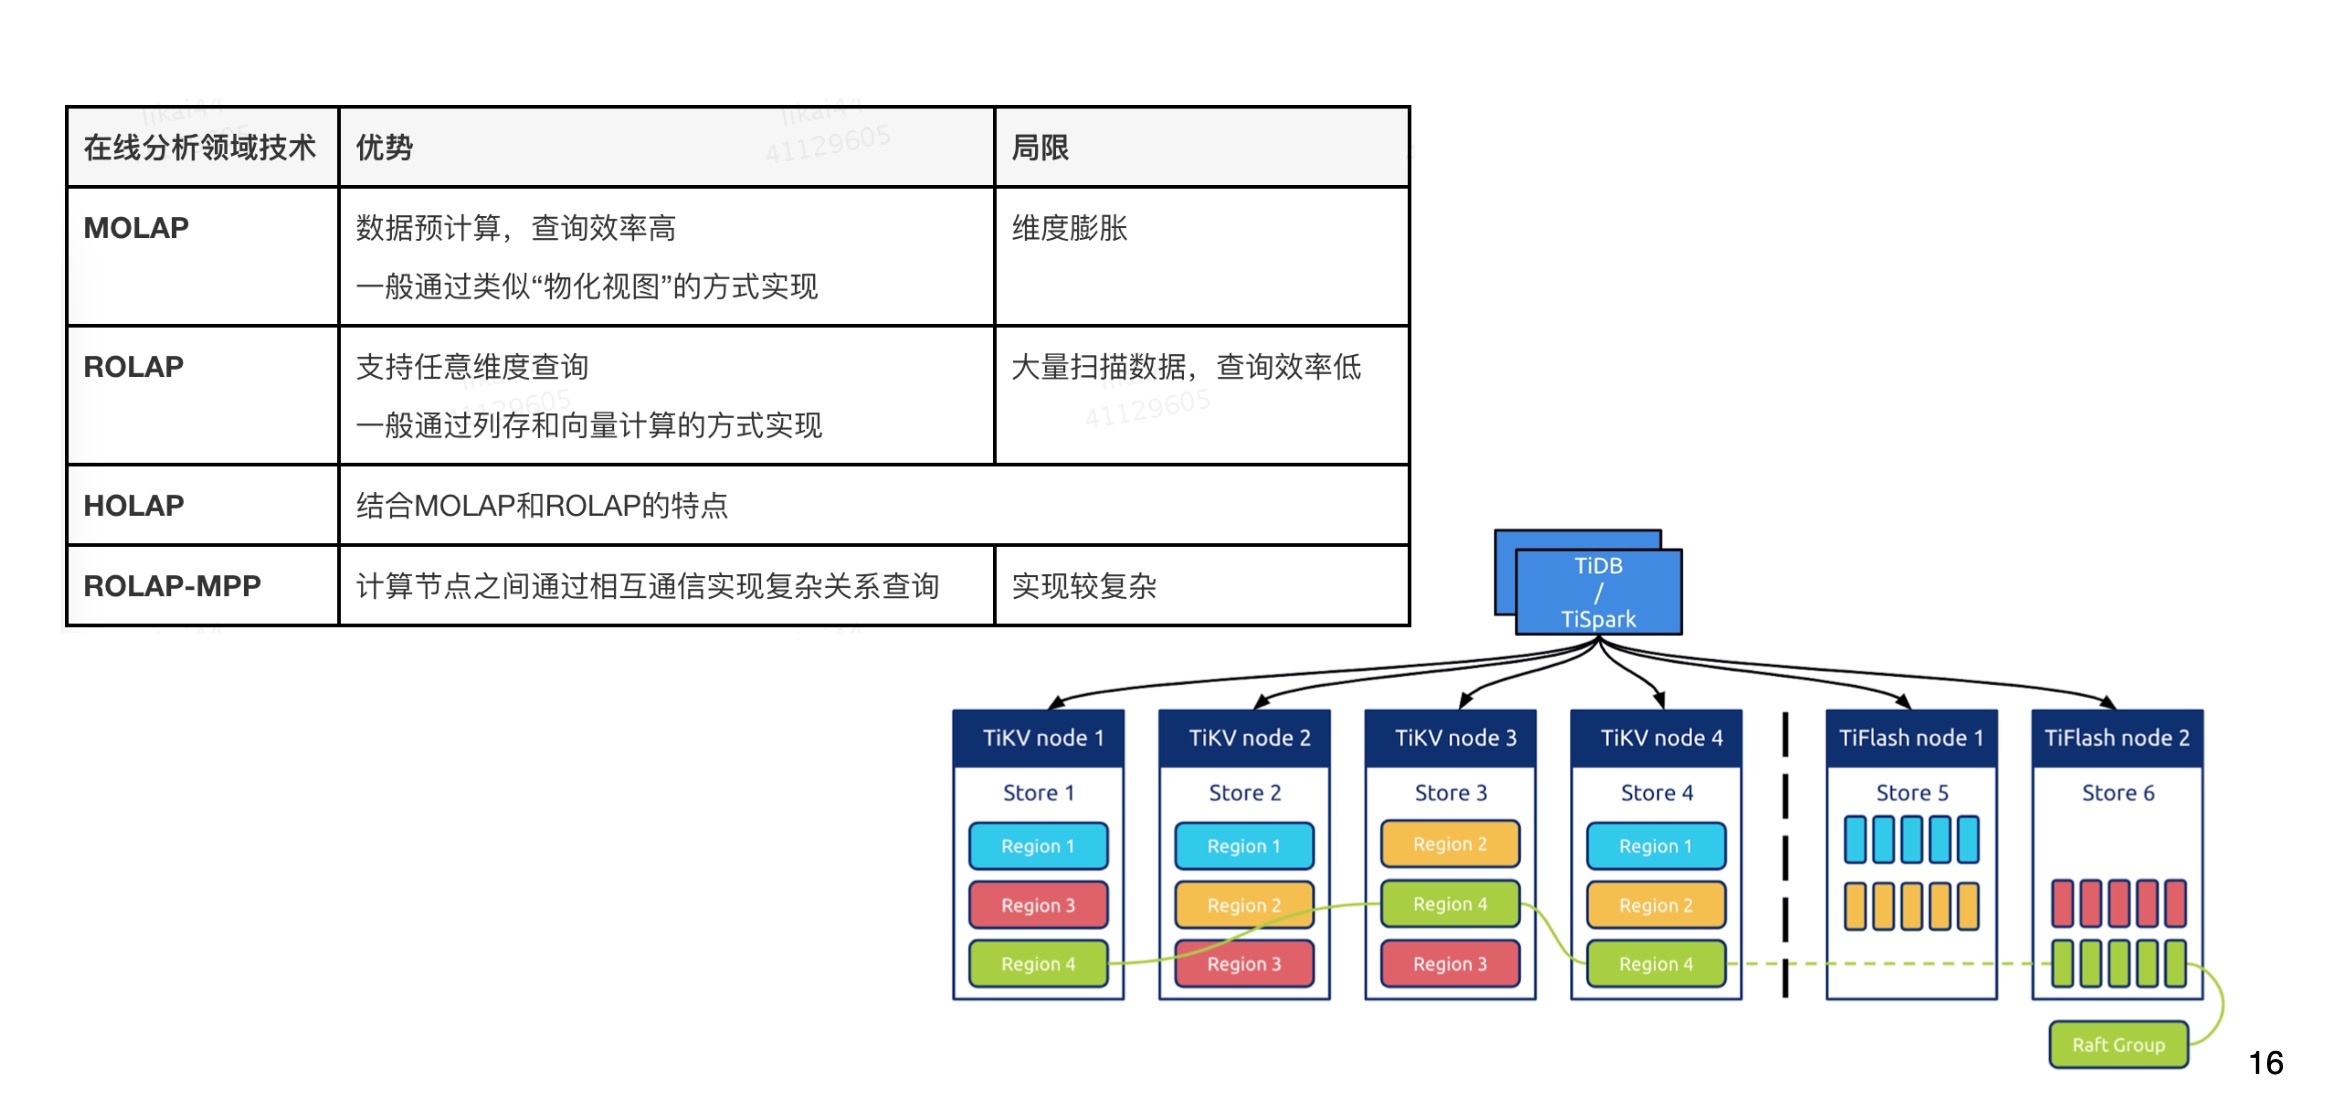 在线分析领域技术 优势 局限
MOLAP 数据预计算，查询效率高 维度膨胀
一般通过类似“物化视图”的方式实现
ROLAP 支持任意维度查询 大量扫描数据，查询效率低
一般通过列存和向量计算的方式实现
HOLAP 结合MOLAP和ROLAP的特点
ROLAP-MPP 计算节点之间通过相互通信实现复杂关系查询 实现较复杂
41129605
41129605
TiDB
/
TiSpark
TiKV node 1 TiKV node 2 TiKV node 3 TiKV node 4 TiFlash node 1 TiFlash node 2
Store 1 Store 2 Store 3 Store 4 Store 5 Store 6
Region 1 Region 1 Region 2 Region 1
Region 3 Region 2 Region 4 Region 2
Region 4 Region 3 Region 3 Region 4
Raft Group
16